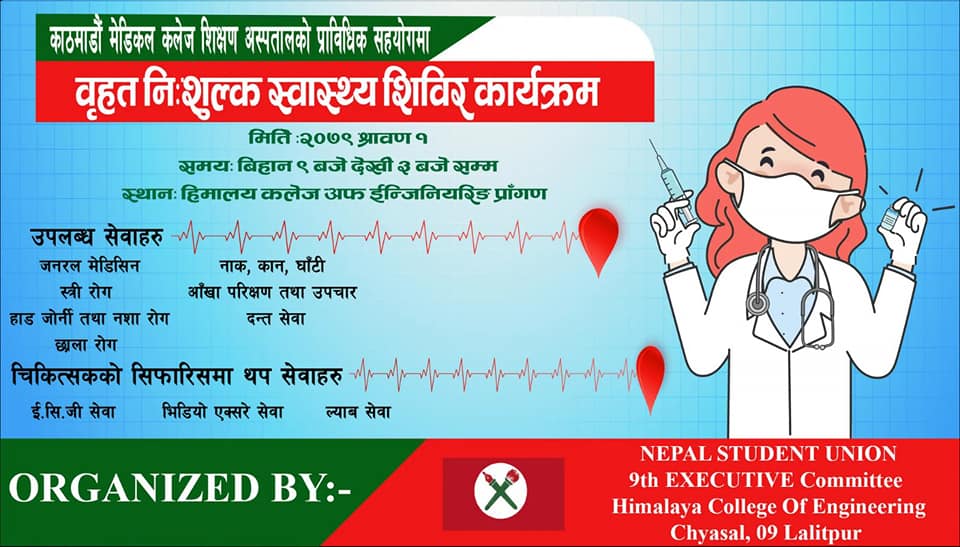 काठमाडौं मेडिकल कलेज शिक्षण अस्पतालको प्राविधिक सहयोगमा
वृहत निःशुल्क स्वास्थ्य शिविर कार्यक्रम
मिति :२०७९ श्रावण १
समयः बिहान ९ बजे देखी ३ बजे सम्म
स्थानः हिमालय कलेज अफ ईन्जिनियरिङ प्राँगण
उपलब्ध सेवाहरु
जनरल मेडिसिन
नाक, कान, घाँटी
स्त्री रोग
आँखा परिक्षण तथा उपचार
हाड जोर्नी तथा नशा रोग
दन्त सेवा
छाला रोग
चिकित्सकको सिफारिसमा थप सेवाहरु
ई.सि.जी सेवा भिडियो एक्सरे सेवा ल्याब सेवा
ORGANIZED BY:-
NEPAL STUDENT UNION
9th EXECUTIVE Committee
Himalaya College Of Engineering
Chyasal, 09 Lalitpur